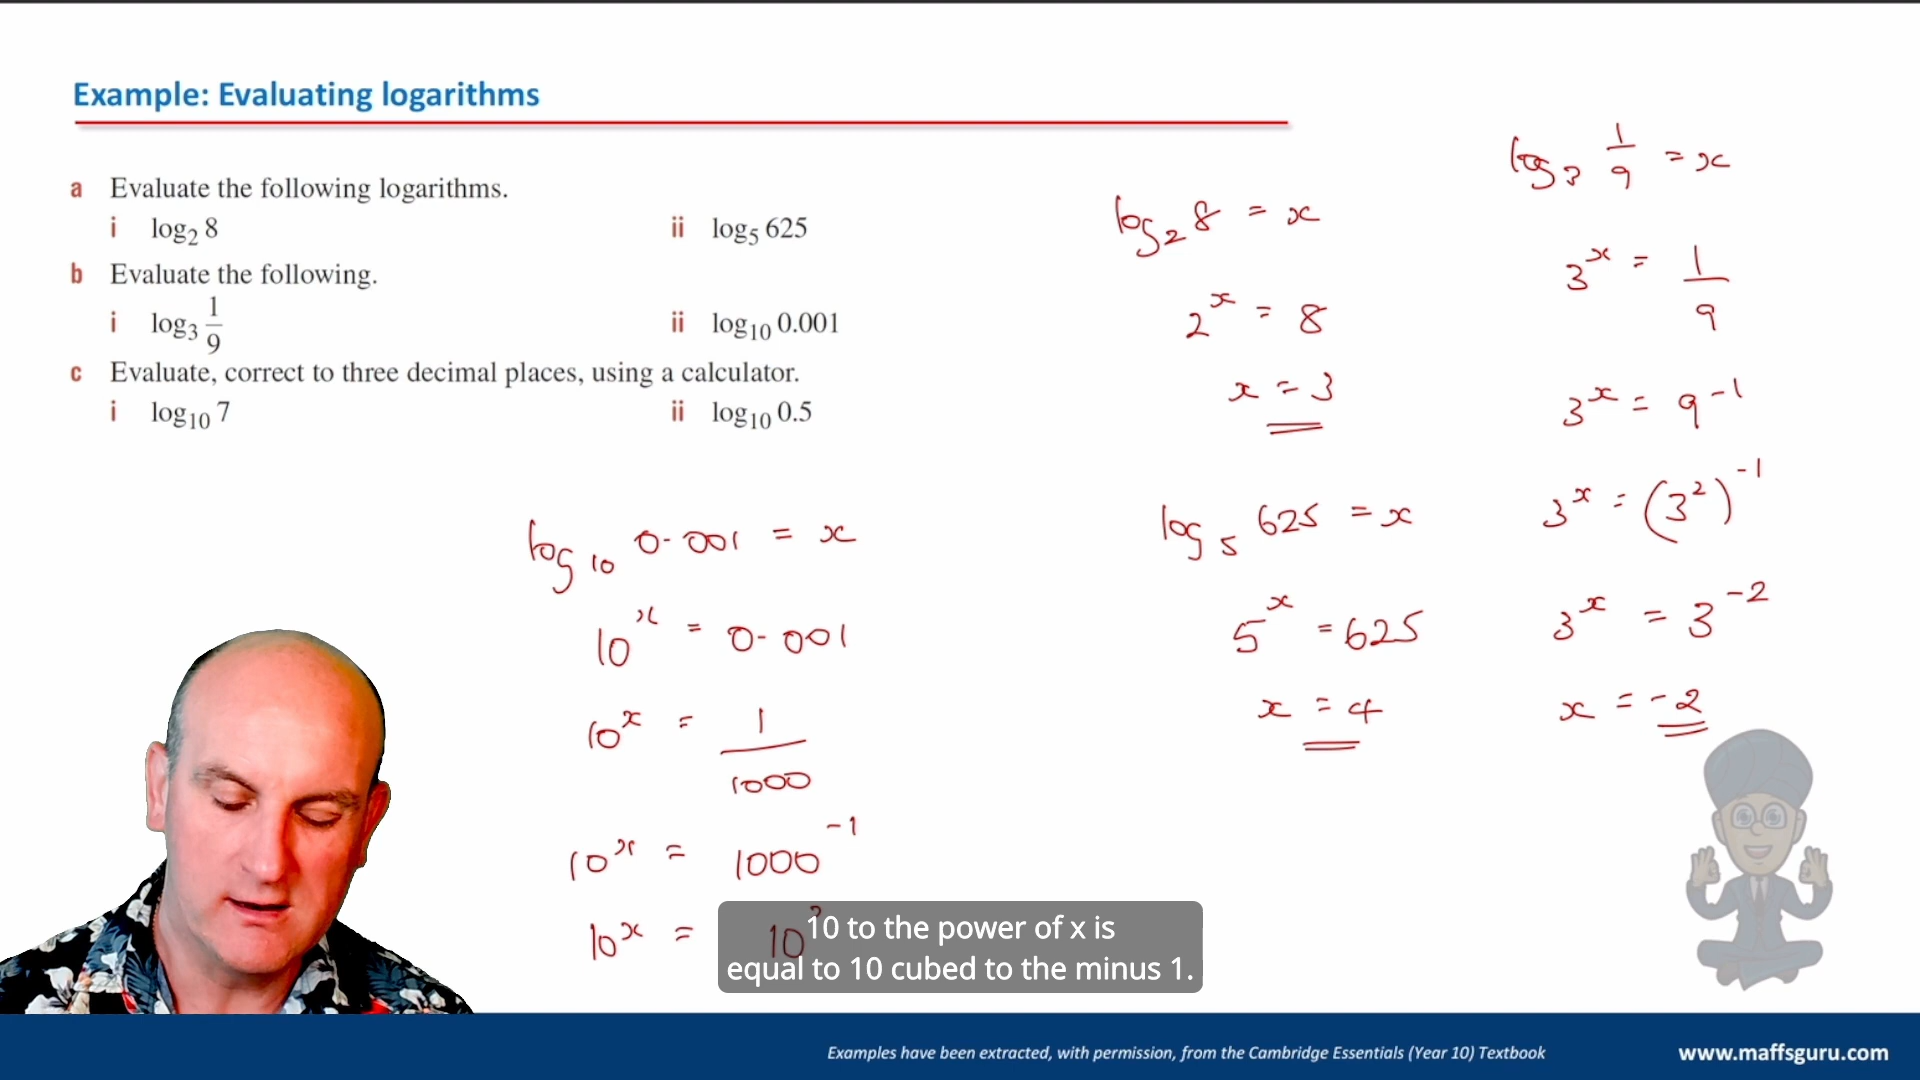 Example: Evaluating logarithms
a Evaluate the following logarithms.
i log₂ 8
ii log₅ 625
b Evaluate the following.
i log₃ 1/9
ii log₁₀ 0.001
c Evaluate, correct to three decimal places, using a calculator.
i log₁₀ 7
ii log₁₀ 0.5
log₁₀ 0.001 = x
10ˣ = 0.001
10ˣ = 1/1000
10ˣ = 1000⁻¹
10ˣ = 10³
log₂ 8 = x
2ˣ = 8
x = 3
log₅ 625 = x
5ˣ = 625
x = 4
log₃ 1/9 = x
3ˣ = 1/9
3ˣ = 9⁻¹
3ˣ = (3²)⁻¹
3ˣ = 3⁻²
x = -2
10 to the power of x is
equal to 10 cubed to the minus 1.
Examples have been extracted, with permission, from the Cambridge Essentials (Year 10) Textbook
www.maffsguru.com